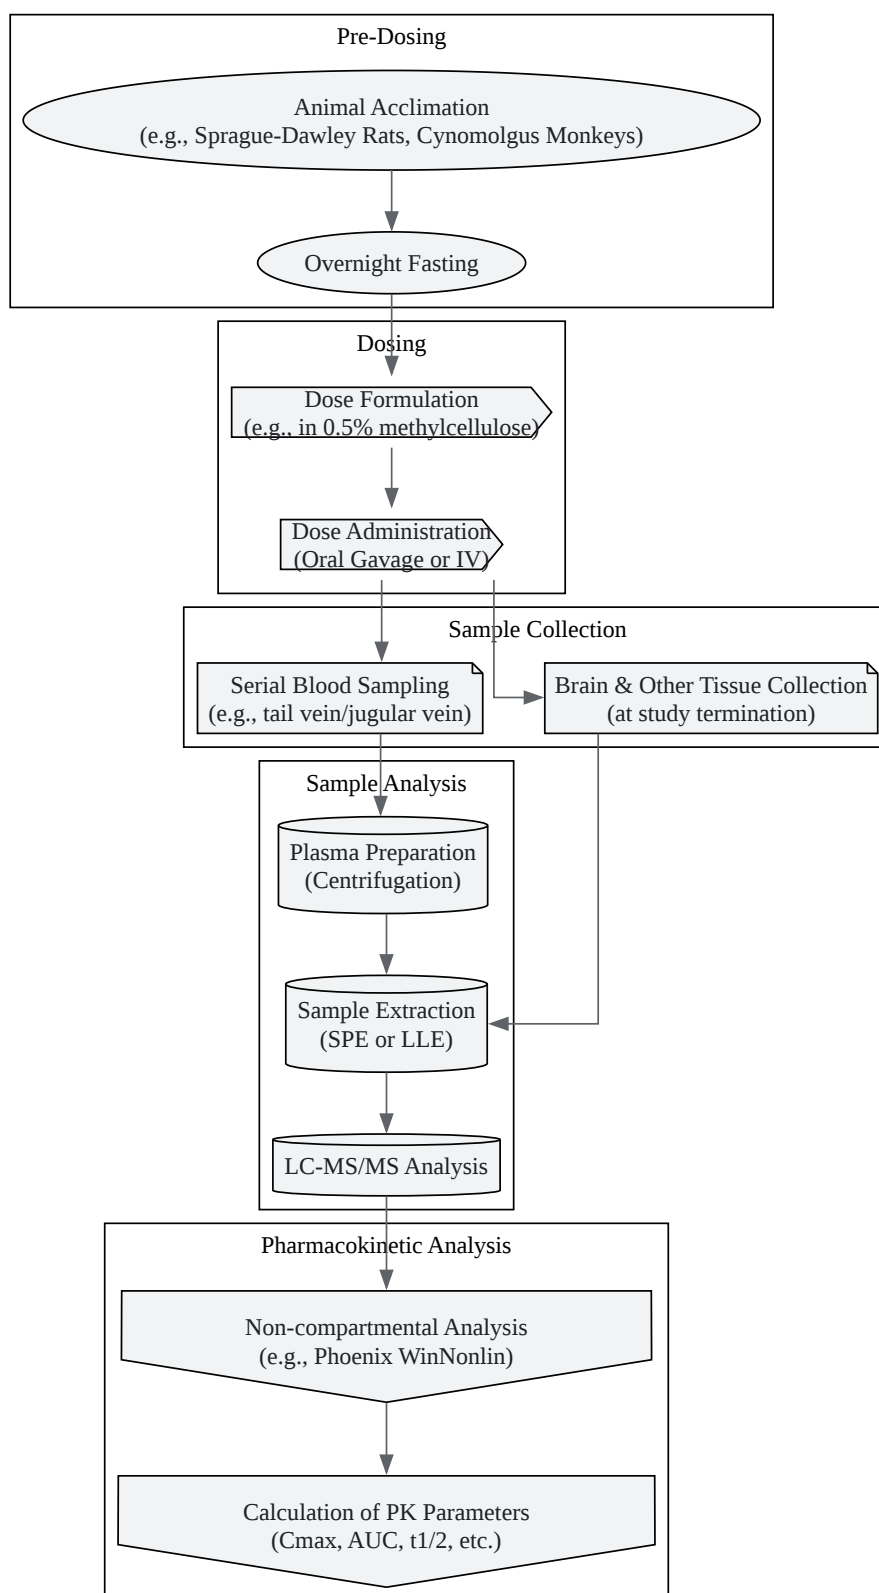 Pre-Dosing
Animal Acclimation
(e.g., Sprague-Dawley Rats, Cynomolgus Monkeys)
Overnight Fasting
Dosing
Dose Formulation
(e.g., in 0.5% methylcellulose)
Dose Administration
(Oral Gavage or IV)
Sample Collection
Serial Blood Sampling
(e.g., tail vein/jugular vein)
Brain & Other Tissue Collection
(at study termination)
Sample Analysis
Plasma Preparation
(Centrifugation)
Sample Extraction
(SPE or LLE)
LC-MS/MS Analysis
Pharmacokinetic Analysis
Non-compartmental Analysis
(e.g., Phoenix WinNonlin)
Calculation of PK Parameters
(Cmax, AUC, t1/2, etc.)